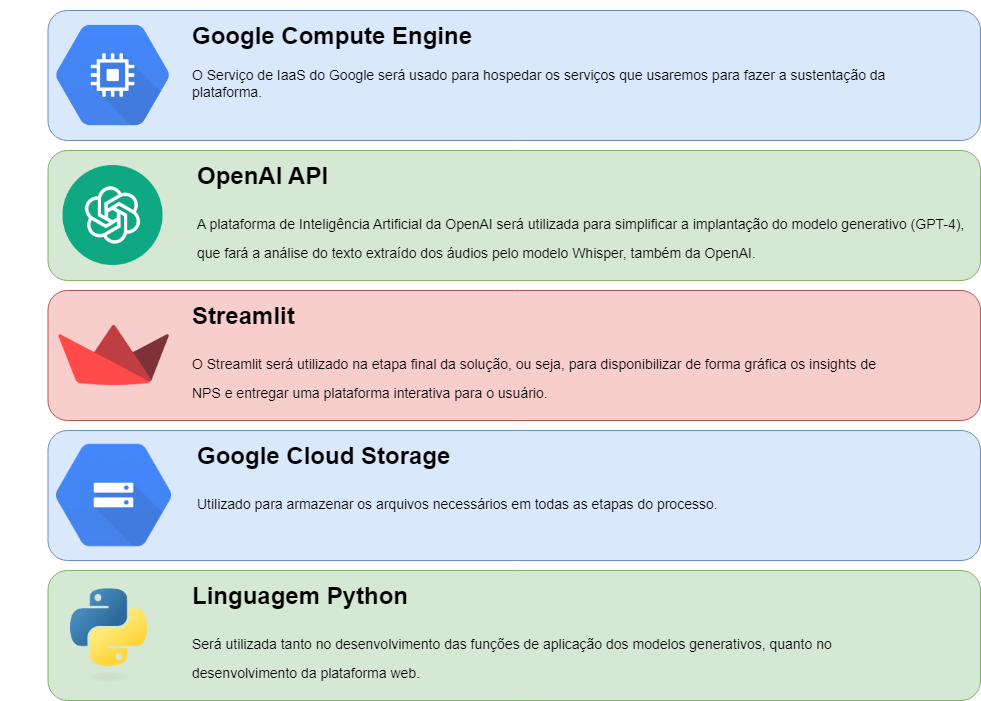 Google Compute Engine
O Serviço de IaaS do Google será usado para hospedar os serviços que usaremos para fazer a sustentação da
plataforma.
OpenAI API
A plataforma de Inteligência Artificial da OpenAI será utilizada para simplificar a implantação do modelo generativo (GPT-4),
que fará a análise do texto extraído dos áudios pelo modelo Whisper, também da OpenAI.
Streamlit
O Streamlit será utilizado na etapa final da solução, ou seja, para disponibilizar de forma gráfica os insights de
NPS e entregar uma plataforma interativa para o usuário.
Google Cloud Storage
Utilizado para armazenar os arquivos necessários em todas as etapas do processo.
Linguagem Python
Será utilizada tanto no desenvolvimento das funções de aplicação dos modelos generativos, quanto no
desenvolvimento da plataforma web.